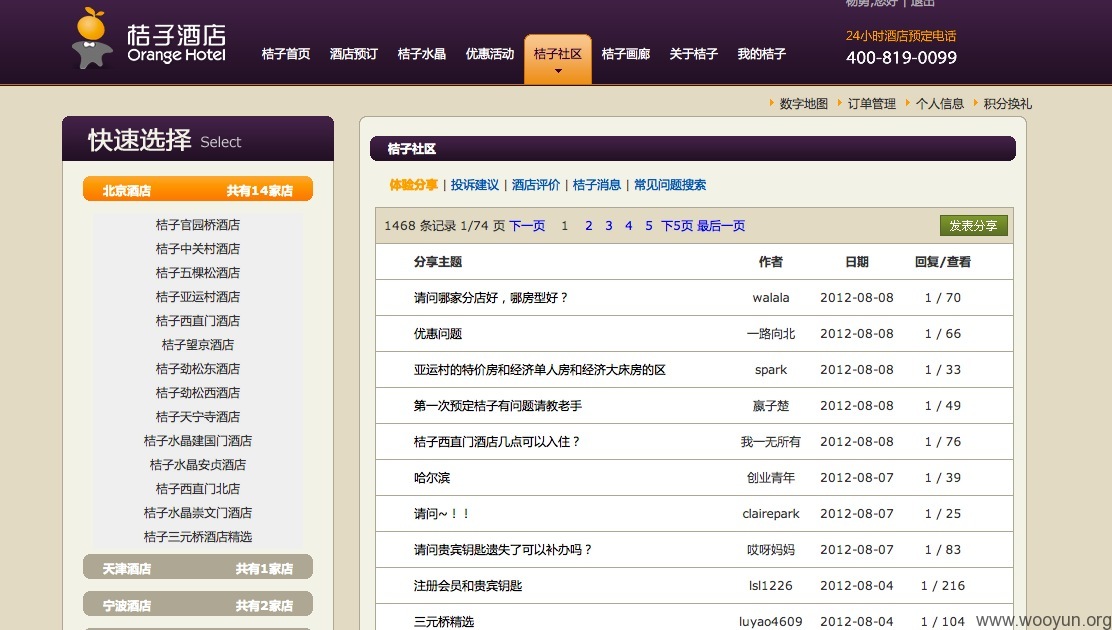 杨勇,您好 | 退出
桔子酒店
Orange Hotel
桔子首页 酒店预订 桔子水晶 优惠活动 桔子社区 桔子画廊 关于桔子 我的桔子
24小时酒店预定电话
400-819-0099
数字地图 订单管理 个人信息 积分换礼
快速选择 Select
北京酒店 共有14家店
桔子官园桥酒店
桔子中关村酒店
桔子五棵松酒店
桔子亚运村酒店
桔子西直门酒店
桔子望京酒店
桔子劲松东酒店
桔子劲松西酒店
桔子天宁寺酒店
桔子水晶建国门酒店
桔子水晶安贞酒店
桔子西直门北店
桔子水晶崇文门酒店
桔子三元桥酒店精选
天津酒店 共有1家店
宁波酒店 共有2家店
桔子社区
体验分享 | 投诉建议 | 酒店评价 | 桔子消息 | 常见问题搜索
1468 条记录 1/74 页 下一页 1 2 3 4 5 下5页 最后一页 发表分享
分享主题 作者 日期 回复/查看
请问哪家分店好，哪房型好？ walala 2012-08-08 1 / 70
优惠问题 一路向北 2012-08-08 1 / 66
亚运村的特价房和经济单人房和经济大床房的区 spark 2012-08-08 1 / 33
第一次预定桔子有问题请教老手 嬴子楚 2012-08-08 1 / 49
桔子西直门酒店几点可以入住？ 我一无所有 2012-08-08 1 / 76
哈尔滨 创业青年 2012-08-07 1 / 39
请问~！！ clairepark 2012-08-07 1 / 25
请问贵宾钥匙遗失了可以补办吗？ 哎呀妈妈 2012-08-07 1 / 83
注册会员和贵宾钥匙 lsl1226 2012-08-04 1 / 216
三元桥精选 luyao4609 2012-08-04 1 / 104
www.wooyun.org